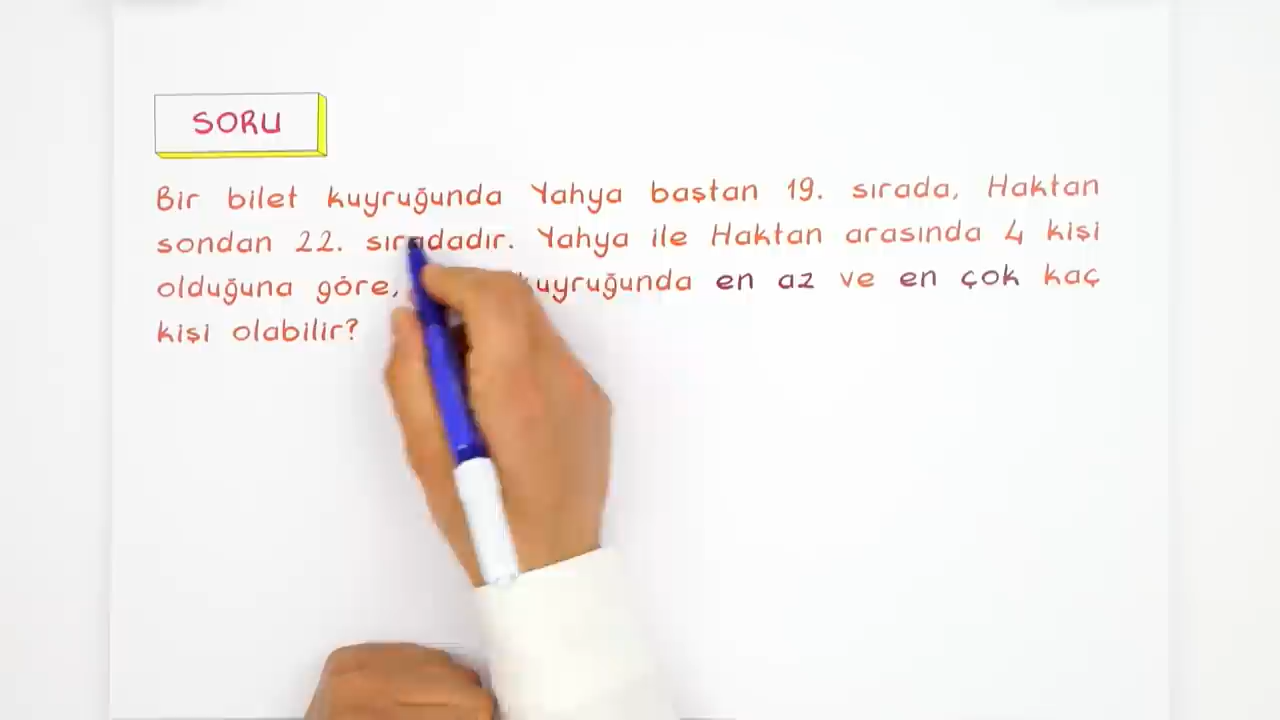 SORU
Bir bilet kuyruğunda Yahya baştan 19. sırada, Haktan
sondan 22. sıradadır. Yahya ile Haktan arasında 4 kişi
olduğuna göre, kuyruğunda en az ve en çok kaç
kişi olabilir?